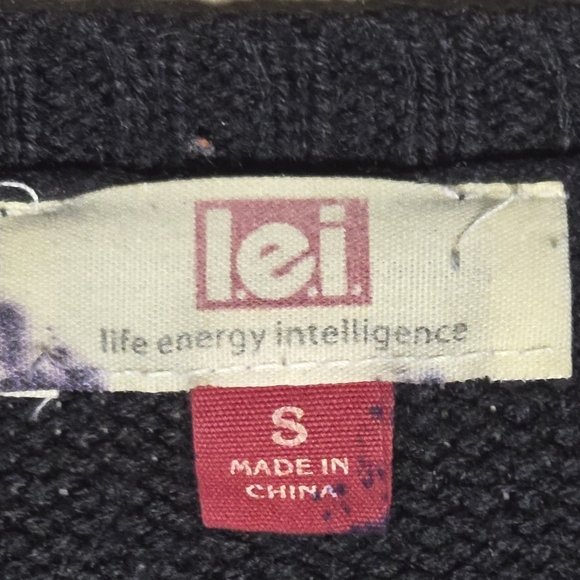 l.e.i.
life energy intelligence
S
MADE IN
CHINA